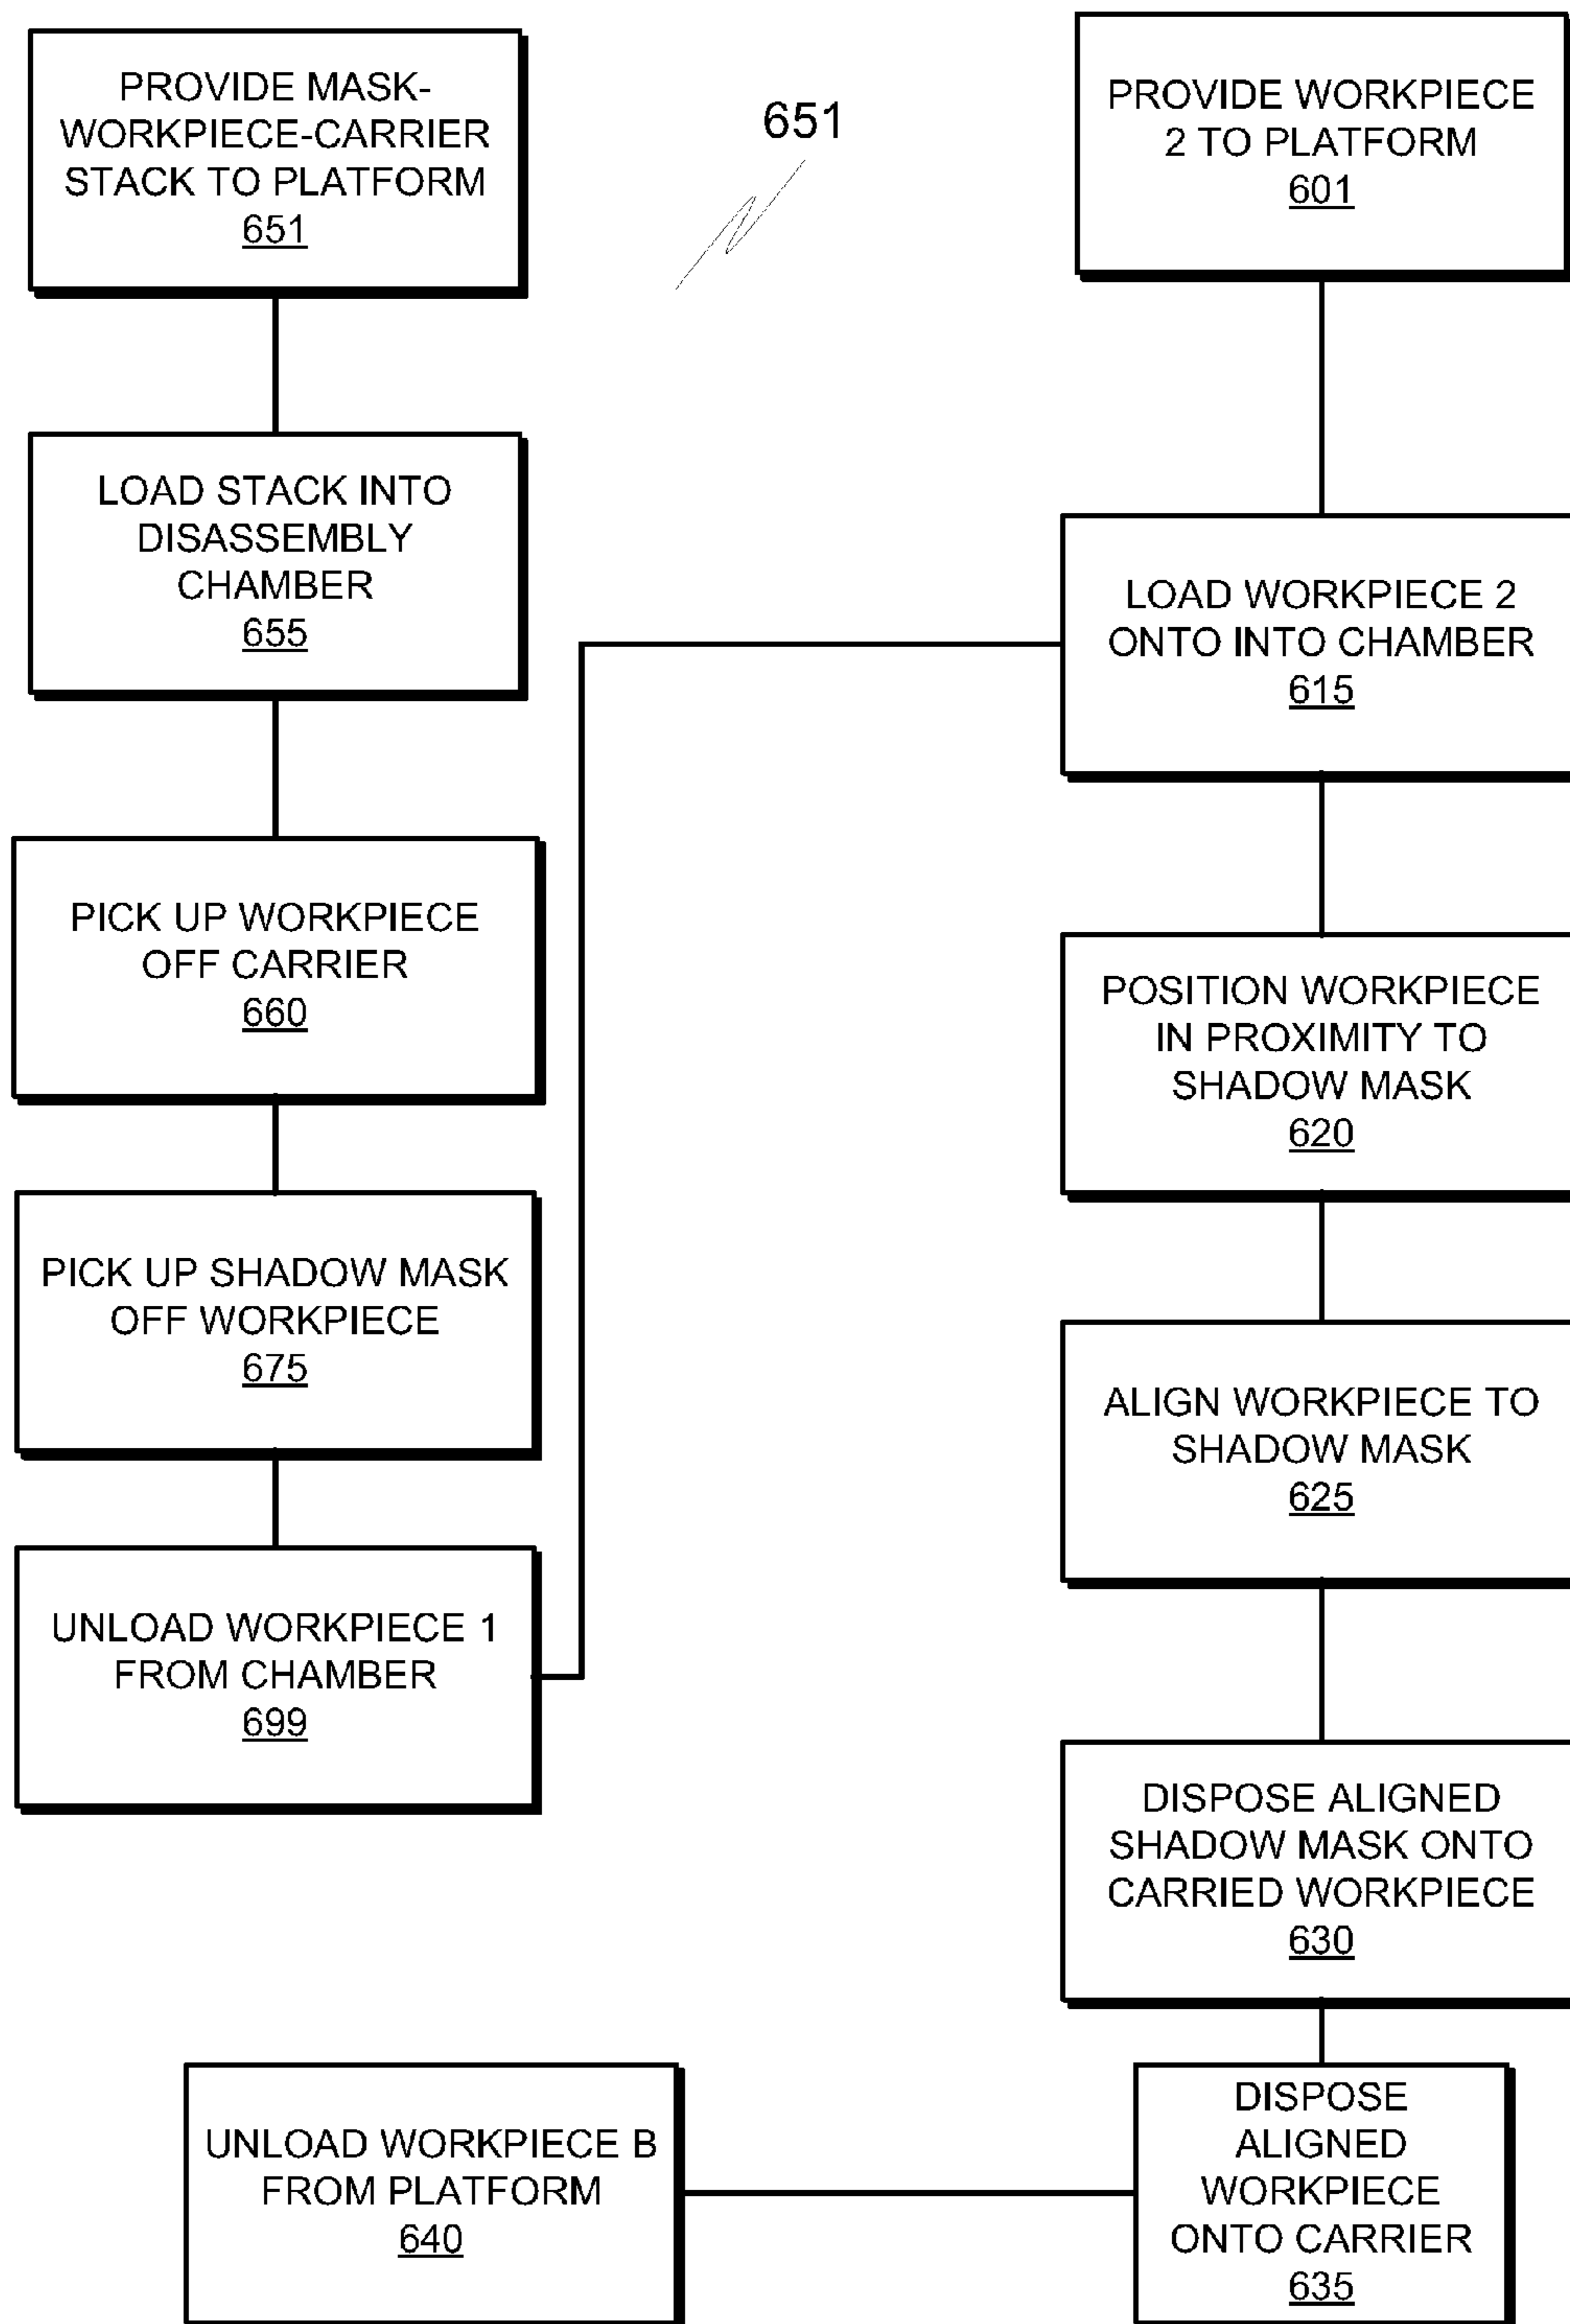 PROVIDE MASK-
WORKPIECE-CARRIER
STACK TO PLATFORM
651
651
PROVIDE WORKPIECE
2 TO PLATFORM
601
LOAD STACK INTO
DISASSEMBLY
CHAMBER
655
LOAD WORKPIECE 2
ONTO INTO CHAMBER
615
PICK UP WORKPIECE
OFF CARRIER
660
POSITION WORKPIECE
IN PROXIMITY TO
SHADOW MASK
620
PICK UP SHADOW MASK
OFF WORKPIECE
675
ALIGN WORKPIECE TO
SHADOW MASK
625
UNLOAD WORKPIECE 1
FROM CHAMBER
699
DISPOSE ALIGNED
SHADOW MASK ONTO
CARRIED WORKPIECE
630
UNLOAD WORKPIECE B
FROM PLATFORM
640
DISPOSE
ALIGNED
WORKPIECE
ONTO CARRIER
635